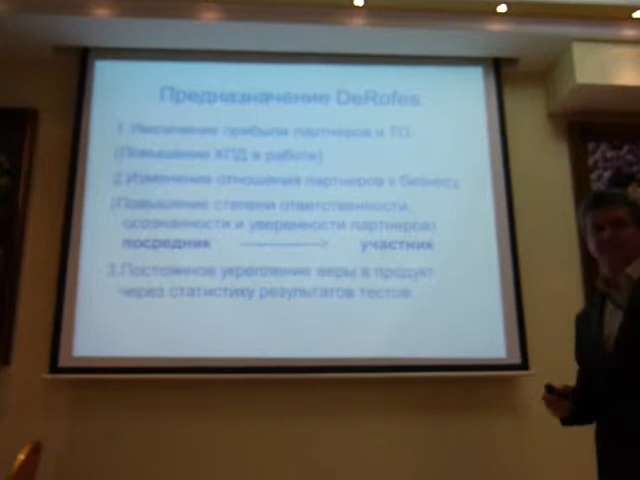 Предназначение DeRofes
1. Увеличение прибыли партнеров и ТО.
(Повышение КПД в работе)
2.Изменение отношения партнеров к бизнесу
(Повышение степени ответственности,
осознанности и уверенности партнеров)
посредник → участник
3.Постоянное укрепление веры в продукт
через статистику результатов тестов.